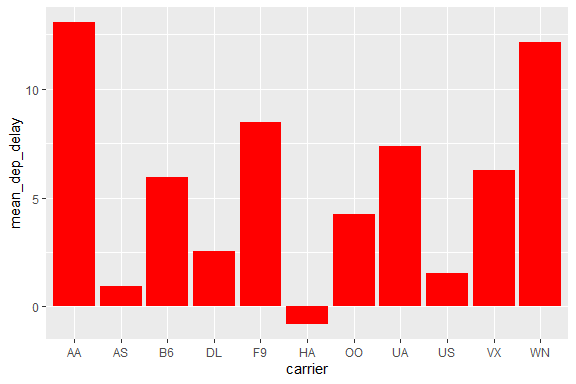 mean_dep_delay
10
5
0
AA AS B6 DL F9 HA OO UA US VX WN
carrier